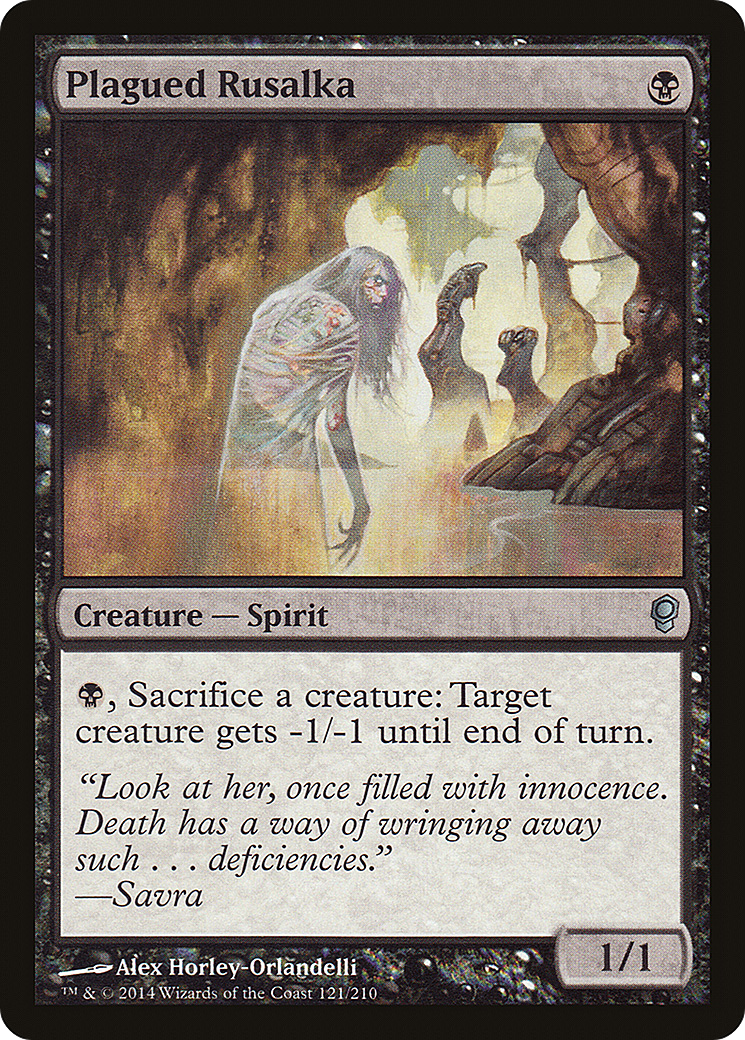 Plagued Rusalka
Creature — Spirit
, Sacrifice a creature: Target
creature gets -1/-1 until end of turn.
“Look at her, once filled with innocence.
Death has a way of wringing away
such . . . deficiencies.”
—Savra
1/1
Alex Horley-Orlandelli
™ & © 2014 Wizards of the Coast 121/210